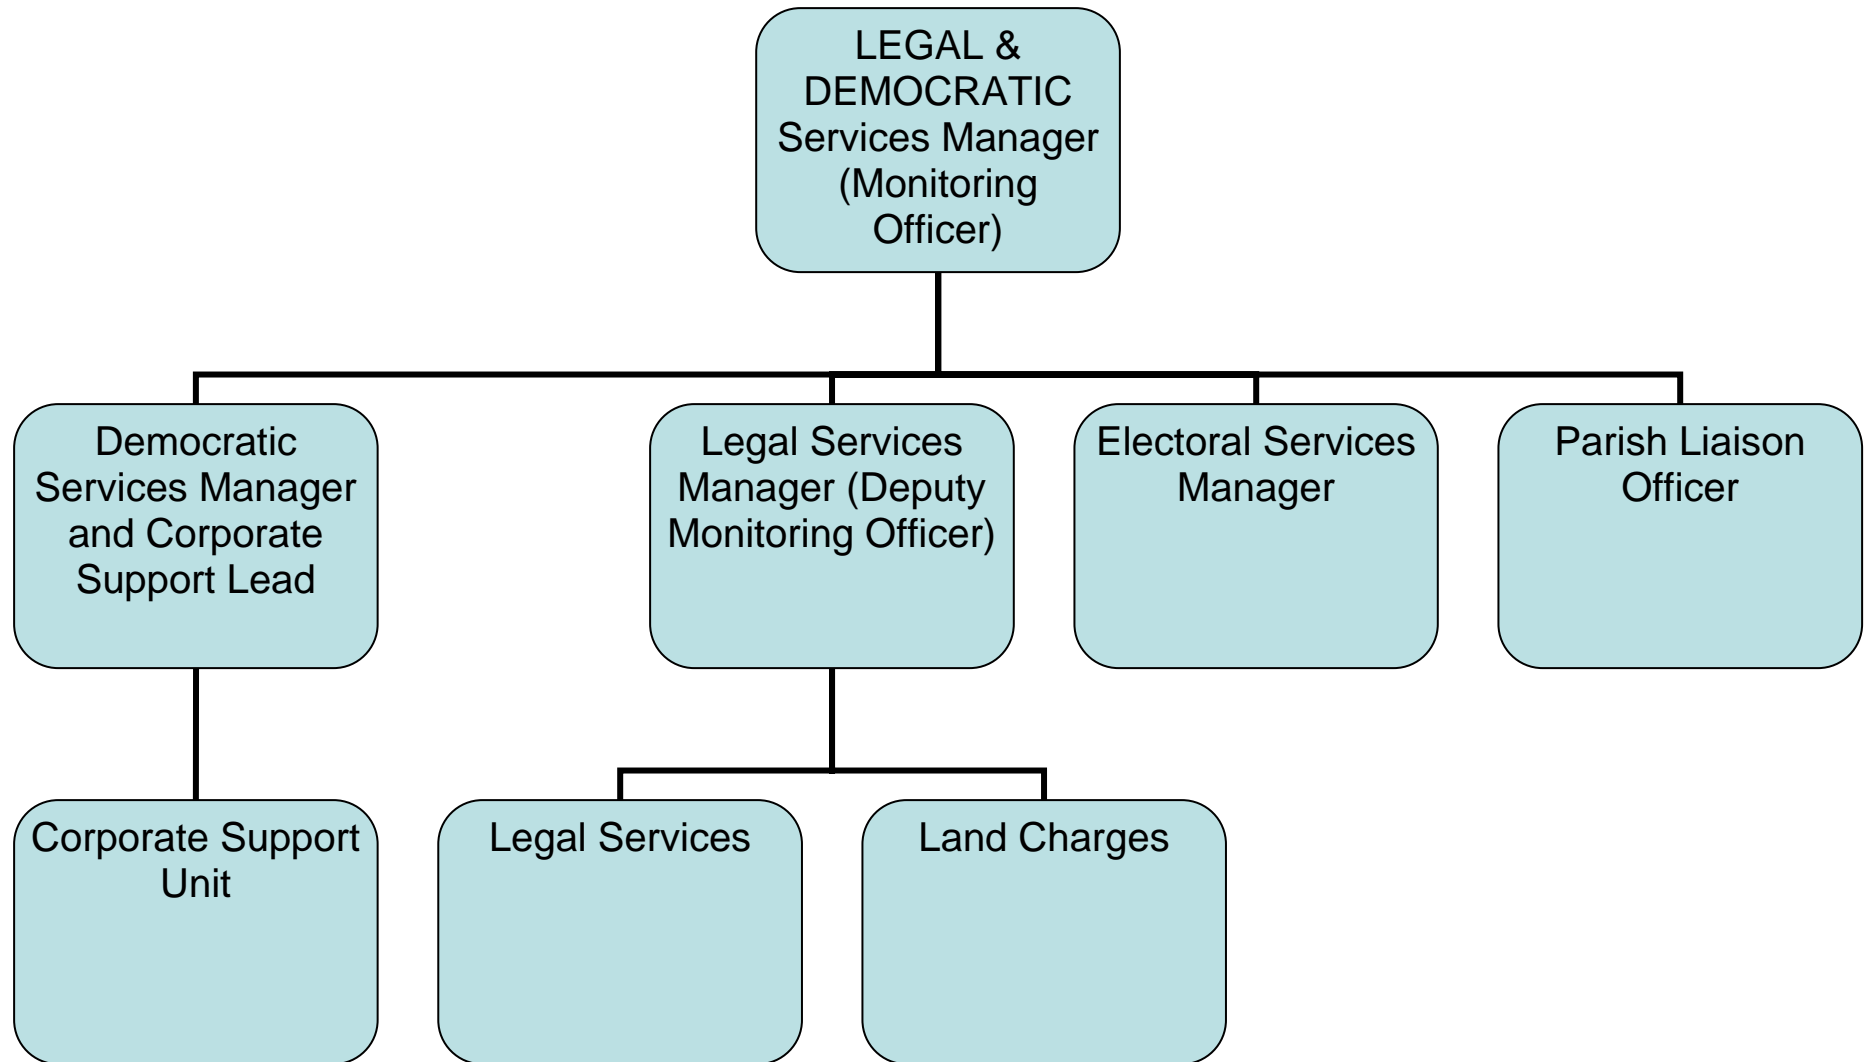 LEGAL &
DEMOCRATIC
Services Manager
(Monitoring
Officer)
Democratic
Services Manager
and Corporate
Support Lead
Legal Services
Manager (Deputy
Monitoring Officer)
Electoral Services
Manager
Parish Liaison
Officer
Corporate Support
Unit
Legal Services
Land Charges